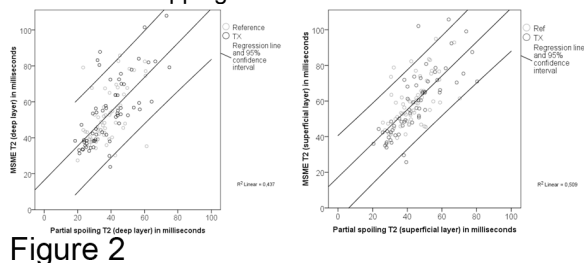 Reference
TX
Regression line
and 95%
confidence
interval
MSME T2 (deep layer) in milliseconds
100
80
60
40
20
0
0 20 40 60 80 100
R² Linear = 0,437
Partial spoiling T2 (deep layer) in milliseconds
Ref
TX
Regression line
and 95%
confidence
interval
MSME T2 (superficial layer) in milliseconds
100
80
60
40
20
0
0 20 40 60 80 100
R² Linear = 0,509
Partial spoiling T2 (superficial layer) in milliseconds
Figure 2